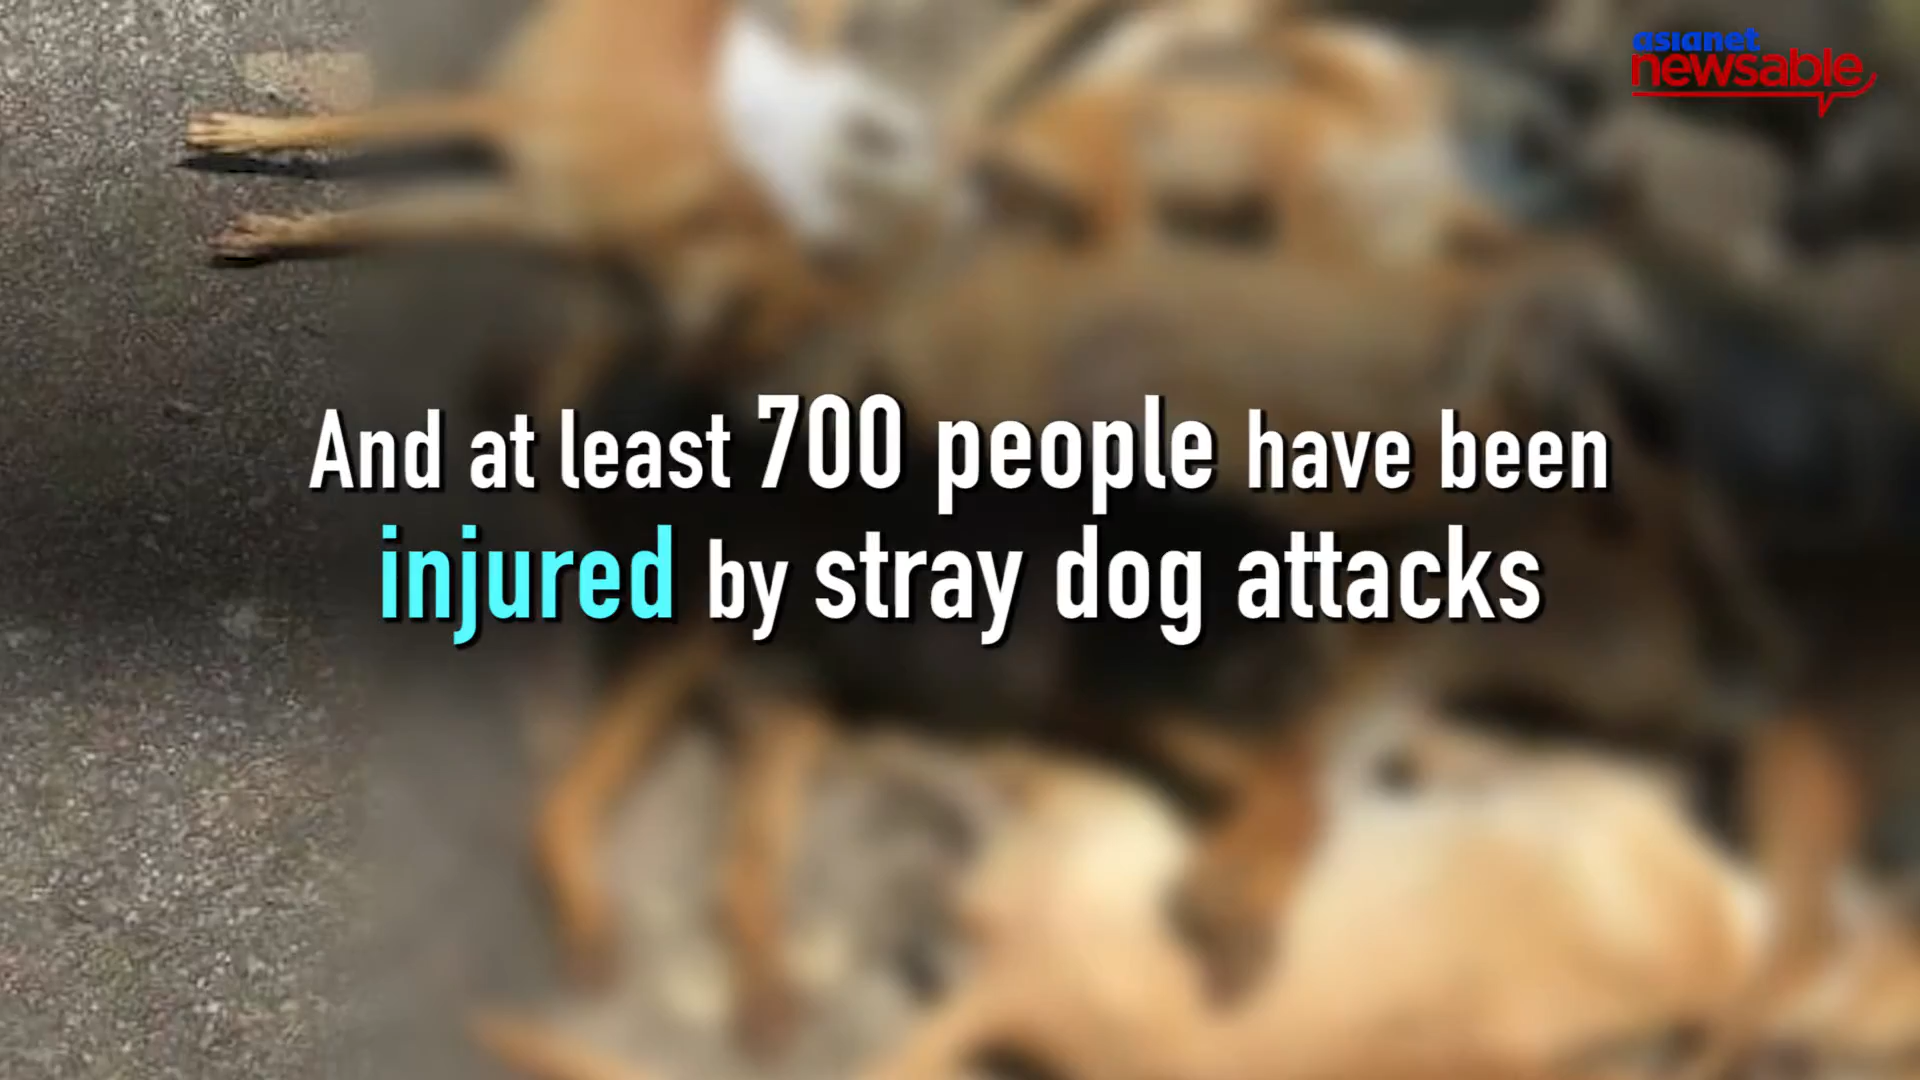 asianet
newsable
And at least 700 people have been
injured by stray dog attacks